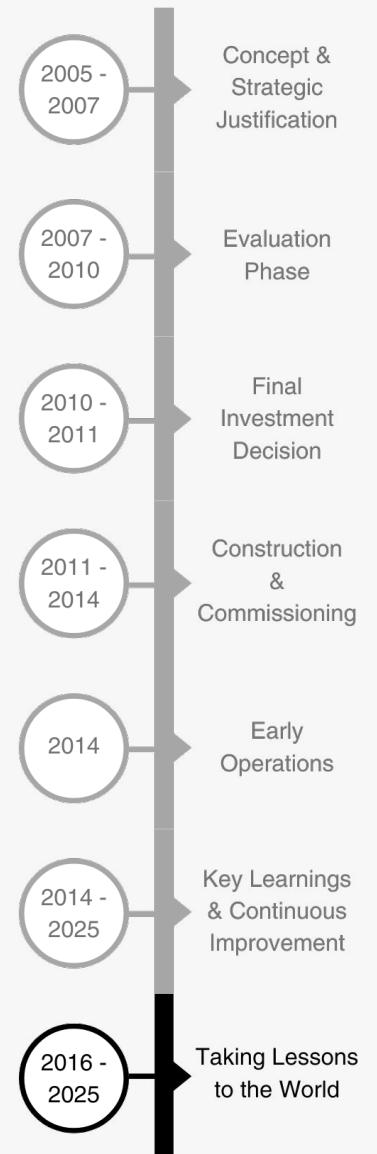 2005 -
2007
Concept &
Strategic
Justification
2007 -
2010
Evaluation
Phase
2010 -
2011
Final
Investment
Decision
2011 -
2014
Construction
&
Commissioning
2014
Early
Operations
2014 -
2025
Key Learnings
& Continuous
Improvement
2016 -
2025
Taking Lessons
to the World